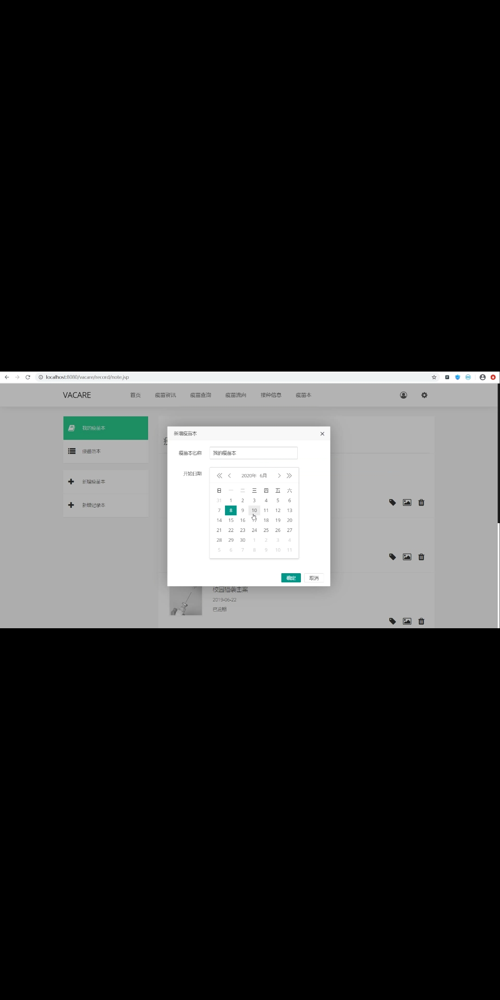 localhost:8080/vacare/record/note.jsp
VACARE 首页 疫苗资讯 疫苗查询 疫苗流向 接种信息 疫苗本
我的疫苗本
疫苗范本
新增疫苗本
新增记录本
新增疫苗本
疫苗本名称 我的疫苗本
开始日期
2020年 6月
日 一 二 三 四 五 六
31 1 2 3 4 5 6
7 8 9 10 11 12 13
14 15 16 17 18 19 20
21 22 23 24 25 26 27
28 29 30 1 2 3 4
5 6 7 8 9 10 11
确定 取消
校园猫袭击案
2019-06-22
已逾期